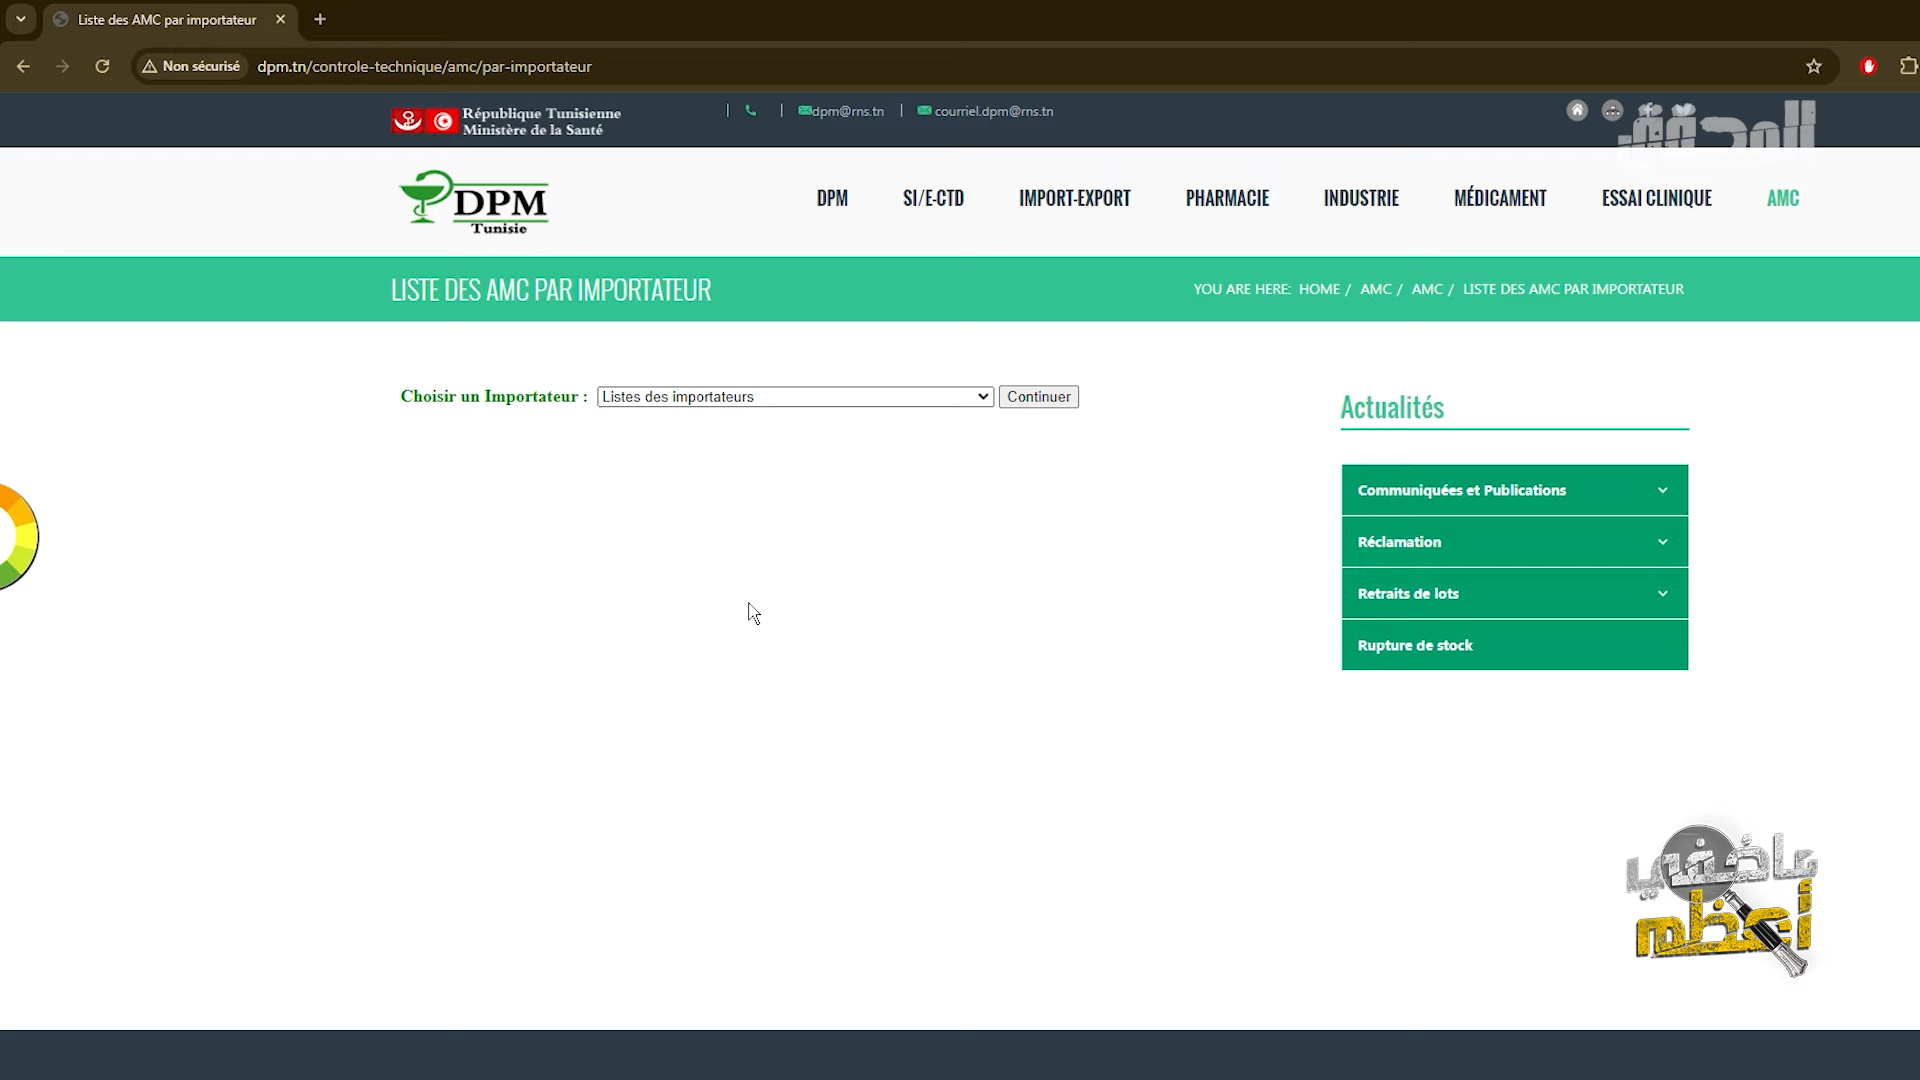 Liste des AMC par importateur
Non sécurisé
dpm.tn/controle-technique/amc/par-importateur
République Tunisienne
Ministère de la Santé
dpm@rns.tn
courriel.dpm@rns.tn
المحقق
DPM
Tunisie
DPM
SI/E-CTD
IMPORT-EXPORT
PHARMACIE
INDUSTRIE
MÉDICAMENT
ESSAI CLINIQUE
AMC
LISTE DES AMC PAR IMPORTATEUR
YOU ARE HERE: HOME / AMC / AMC / LISTE DES AMC PAR IMPORTATEUR
Choisir un Importateur :
Listes des importateurs
Continuer
Actualités
Communiquées et Publications
Réclamation
Retraits de lots
Rupture de stock
ماخفي
أعظم